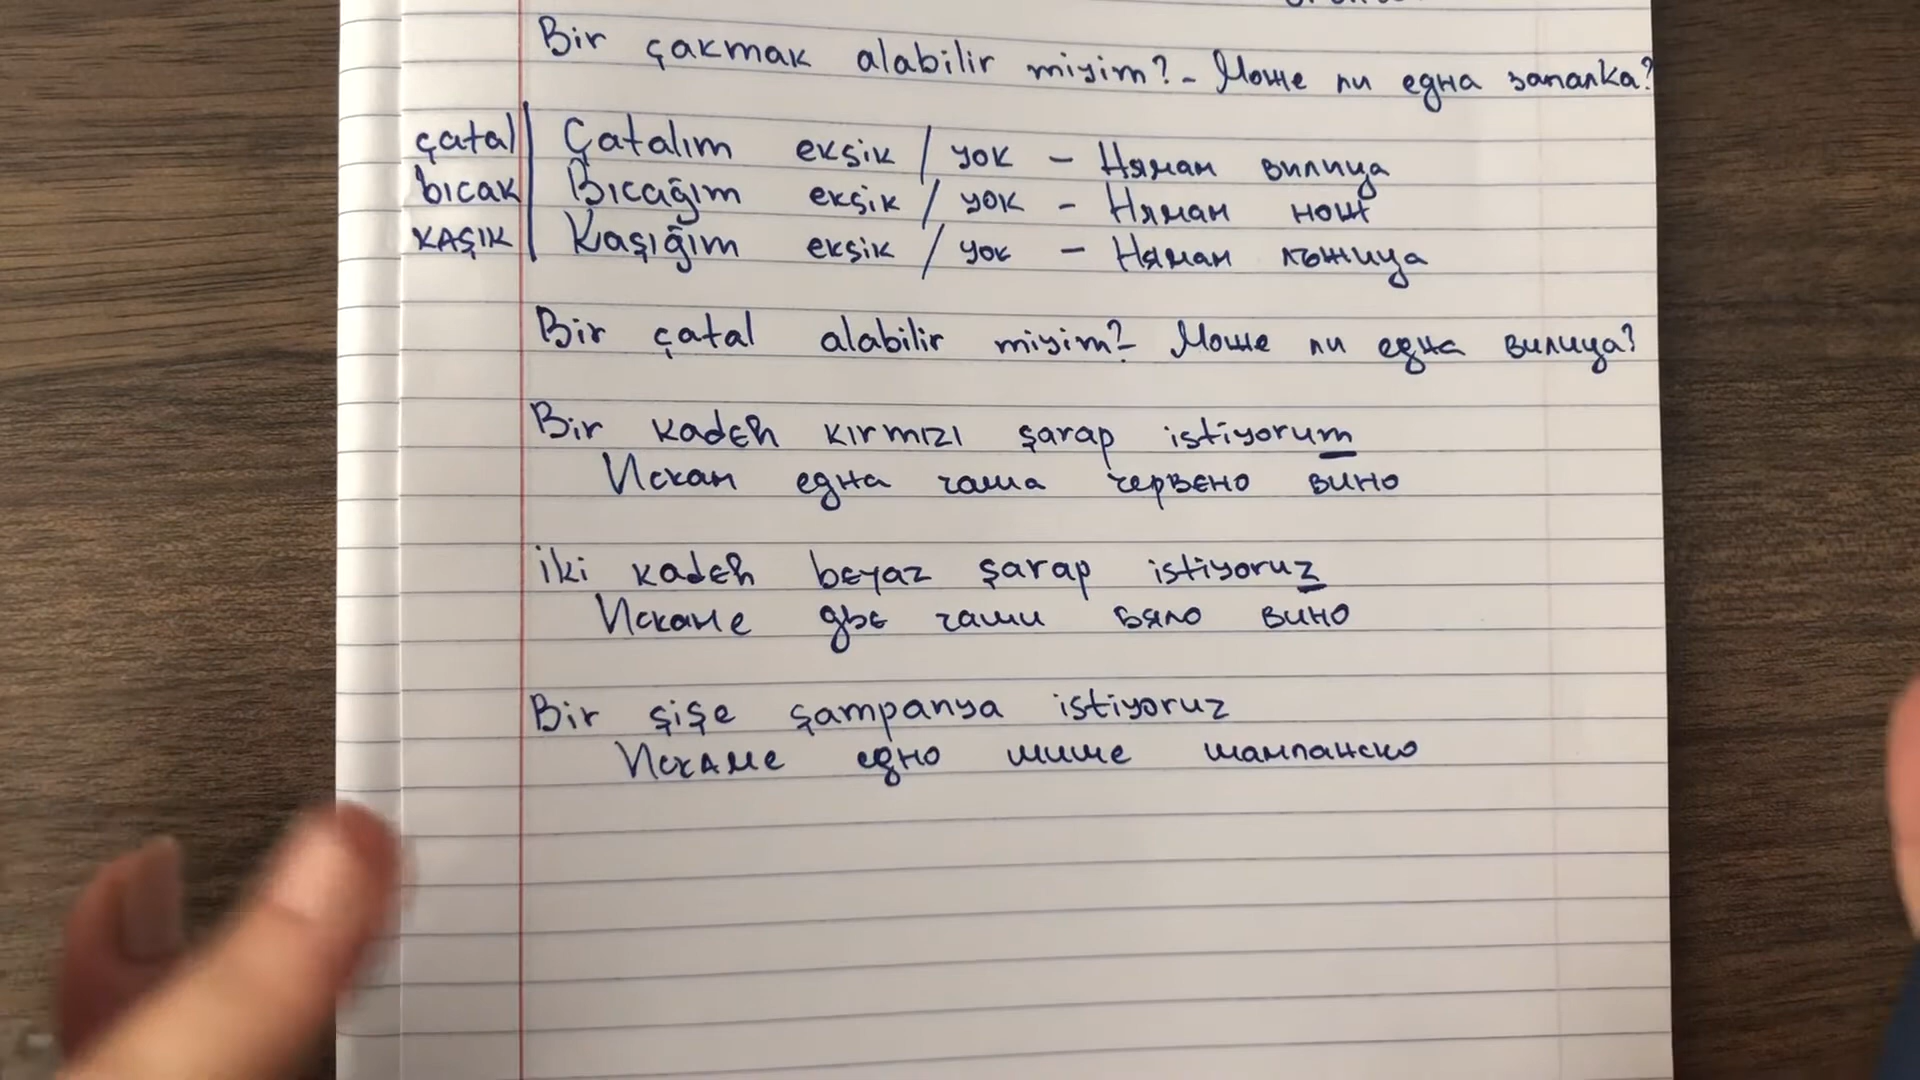 Bir çakmak alabilir miyim? - Може ли една запалка?
çatal | Çatalım eksik / yok - Нямам вилица
bıcak | Bıcağım eksik / yok - Нямам нож
KAŞIK | Kaşığım eksik / yok - Нямам лъжица
Bir çatal alabilir miyim? - Може ли една вилица?
Bir kadeh kırmızı şarap istiyorum
Искам една чаша червено вино
İki kadeh beyaz şarap istiyoruz
Искаме две чаши бяло вино
Bir şişe şampanya istiyoruz
Искаме едно шише шампанско